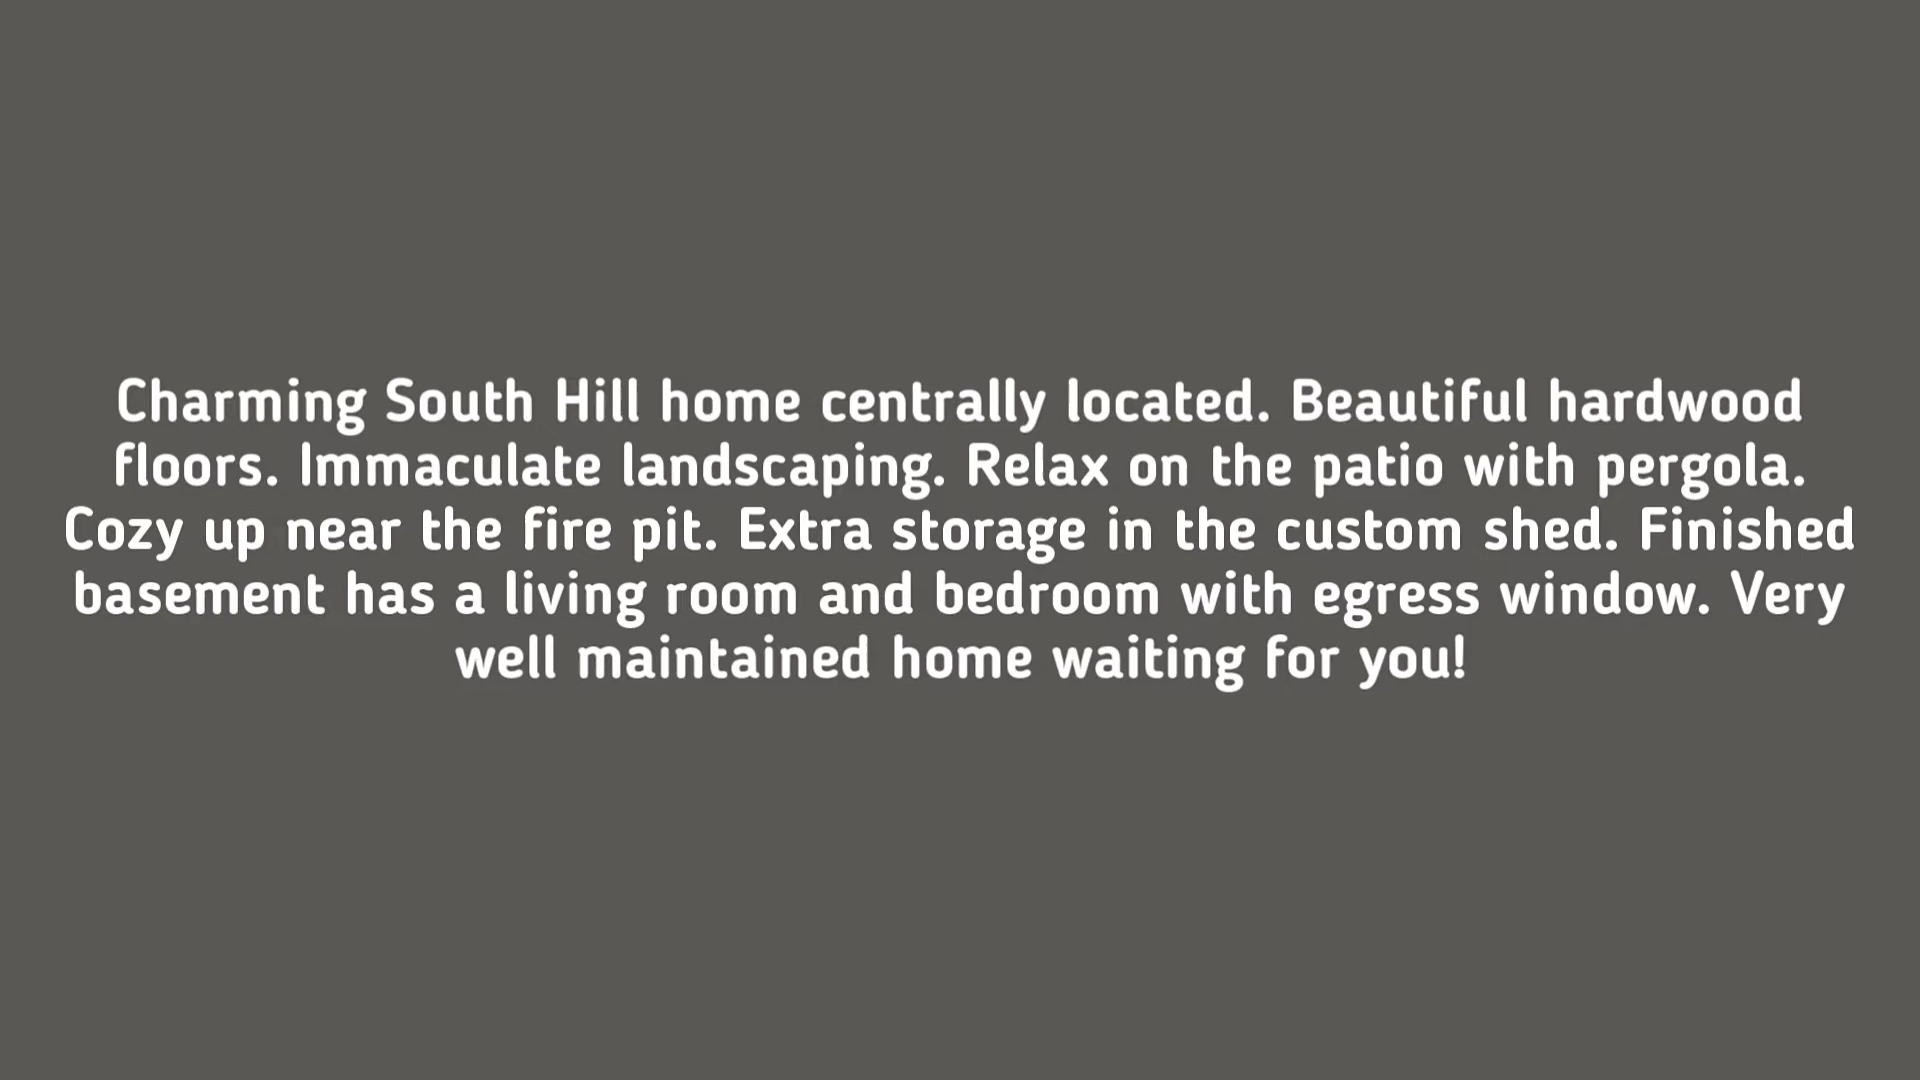 Charming South Hill home centrally located. Beautiful hardwood
floors. Immaculate landscaping. Relax on the patio with pergola.
Cozy up near the fire pit. Extra storage in the custom shed. Finished
basement has a living room and bedroom with egress window. Very
well maintained home waiting for you!